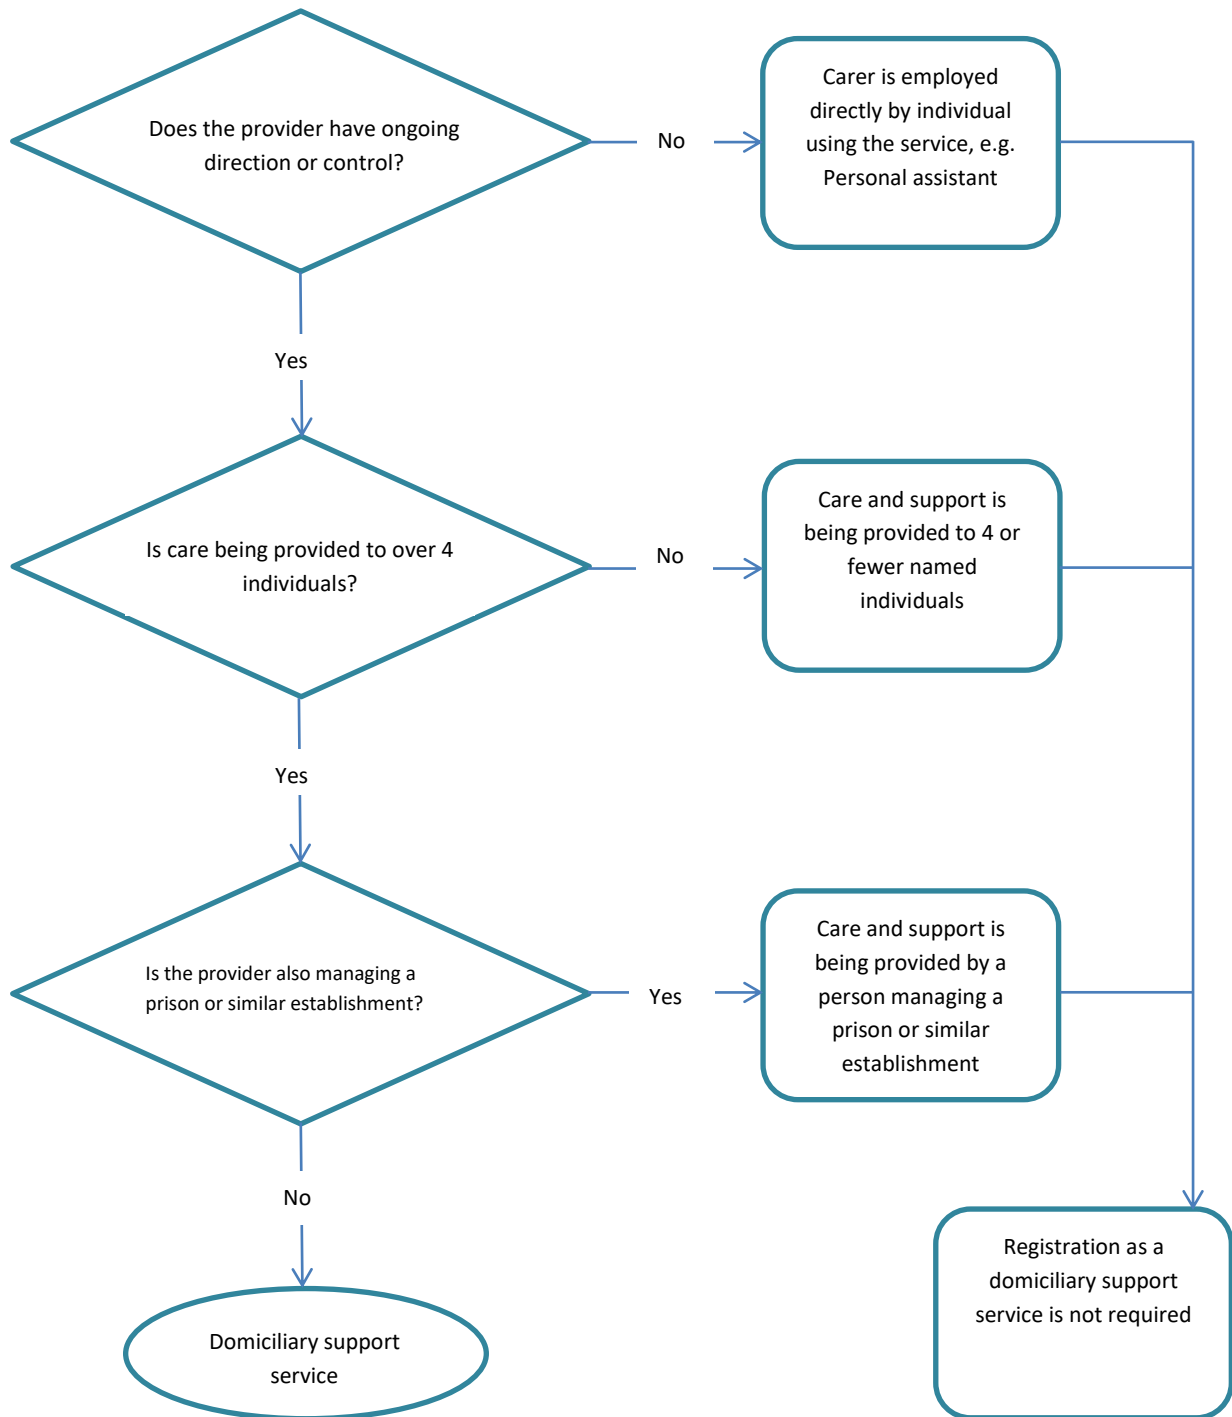 Does the provider have ongoing
direction or control?
No
Carer is employed
directly by individual
using the service, e.g.
Personal assistant
Yes
Is care being provided to over 4
individuals?
No
Care and support is
being provided to 4 or
fewer named
individuals
Yes
Is the provider also managing a
prison or similar establishment?
Yes
Care and support is
being provided by a
person managing a
prison or similar
establishment
No
Domiciliary support
service
Registration as a
domiciliary support
service is not required